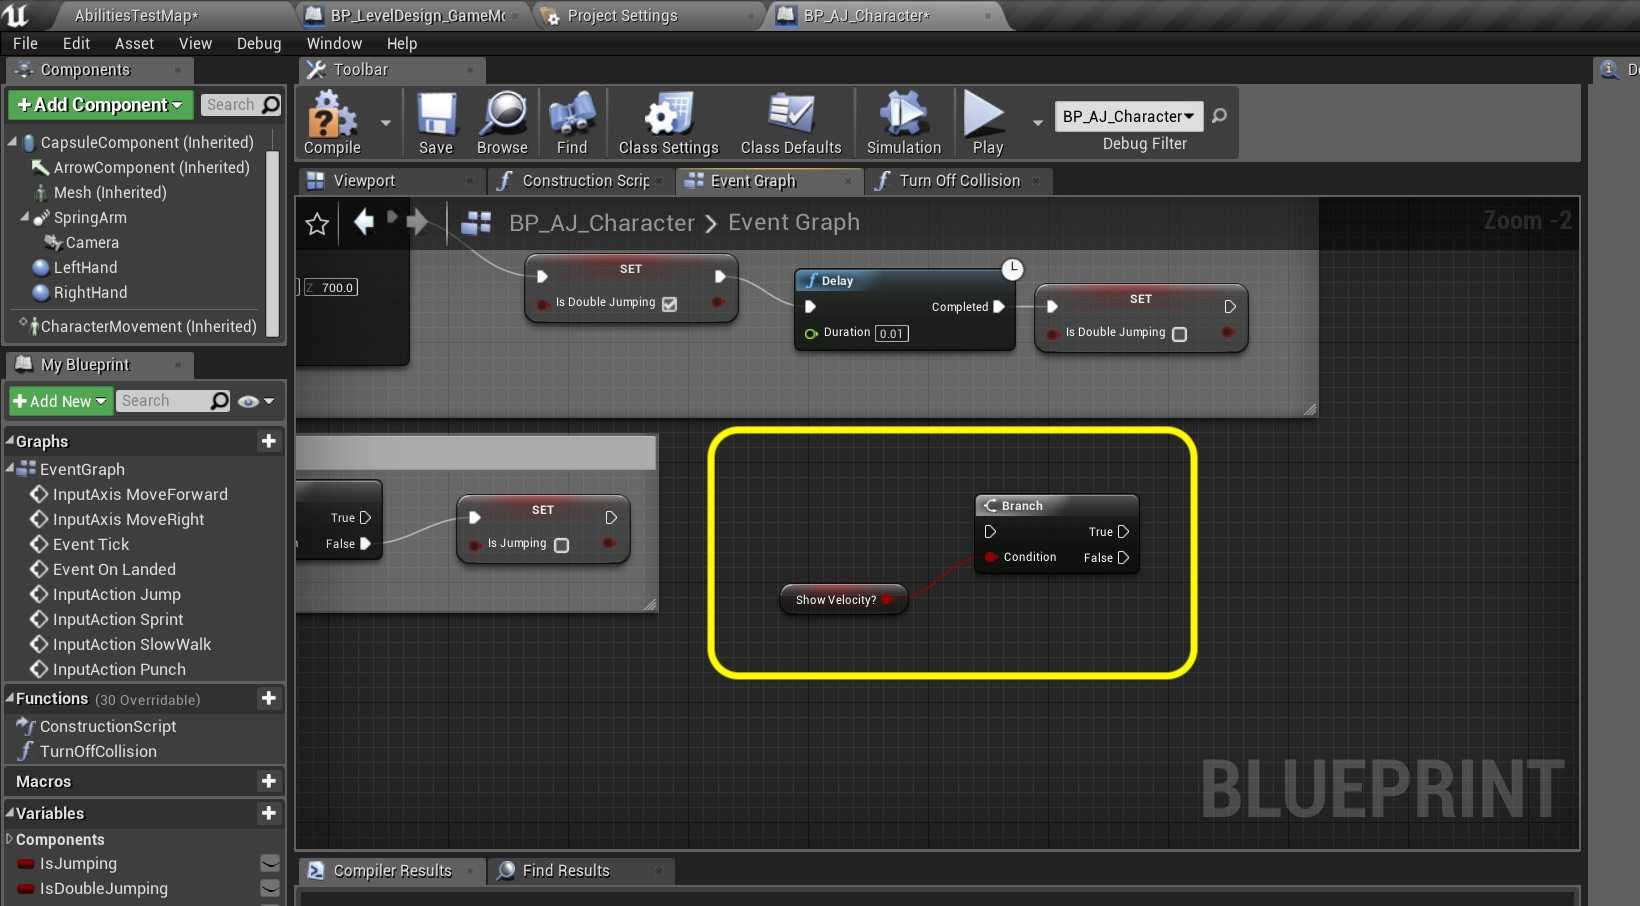 AbilitiesTestMap*
BP_LevelDesign_GameMo
Project Settings
BP_AJ_Character*
File Edit Asset View Debug Window Help
Components
Toolbar
+Add Component
Search
CapsuleComponent (Inherited)
ArrowComponent (Inherited)
Mesh (Inherited)
SpringArm
Camera
LeftHand
RightHand
CharacterMovement (Inherited)
Compile
Save
Browse
Find
Class Settings
Class Defaults
Simulation
Play
BP_AJ_Character
Debug Filter
Viewport
Construction Scrip
Event Graph
Turn Off Collision
BP_AJ_Character > Event Graph
Zoom -2
Z 700.0
SET
Is Double Jumping
Delay
Completed
Duration 0.01
SET
Is Double Jumping
True
False
SET
Is Jumping
Branch
True
Condition
False
Show Velocity?
BLUEPRINT
My Blueprint
+ Add New
Search
Graphs
EventGraph
InputAxis MoveForward
InputAxis MoveRight
Event Tick
Event On Landed
InputAction Jump
InputAction Sprint
InputAction SlowWalk
InputAction Punch
Functions (30 Overridable)
ConstructionScript
TurnOffCollision
Macros
Variables
Components
IsJumping
IsDoubleJumping
Compiler Results
Find Results